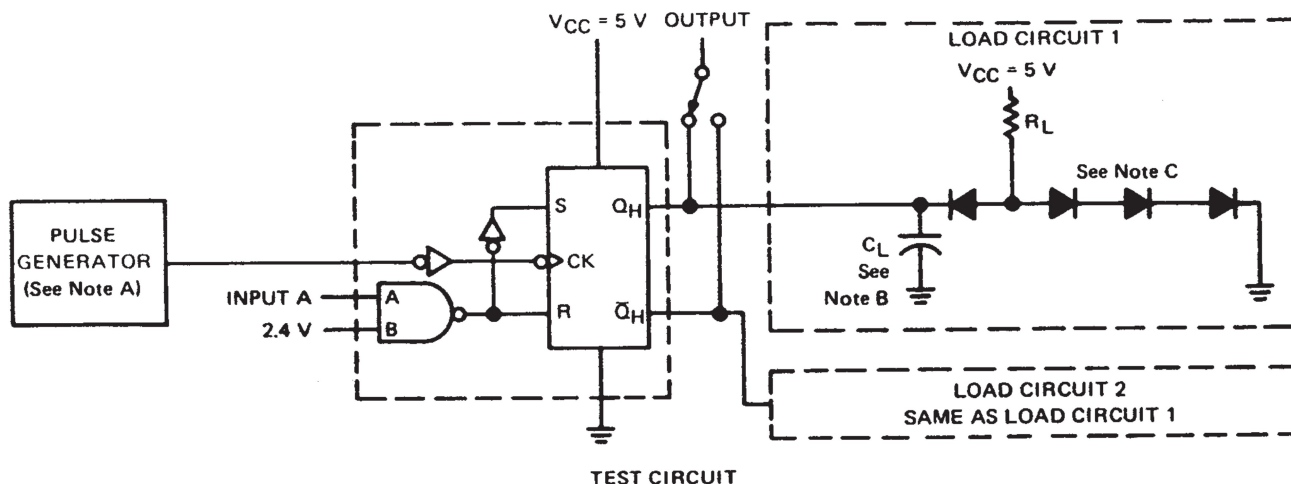 VCC = 5 V OUTPUT
LOAD CIRCUIT 1
VCC = 5 V
RL
See Note C
S
QH
PULSE
GENERATOR
(See Note A)
CK
CL
See
Note B
INPUT A
A
2.4 V
B
R
Q̅H
LOAD CIRCUIT 2
SAME AS LOAD CIRCUIT 1
TEST CIRCUIT